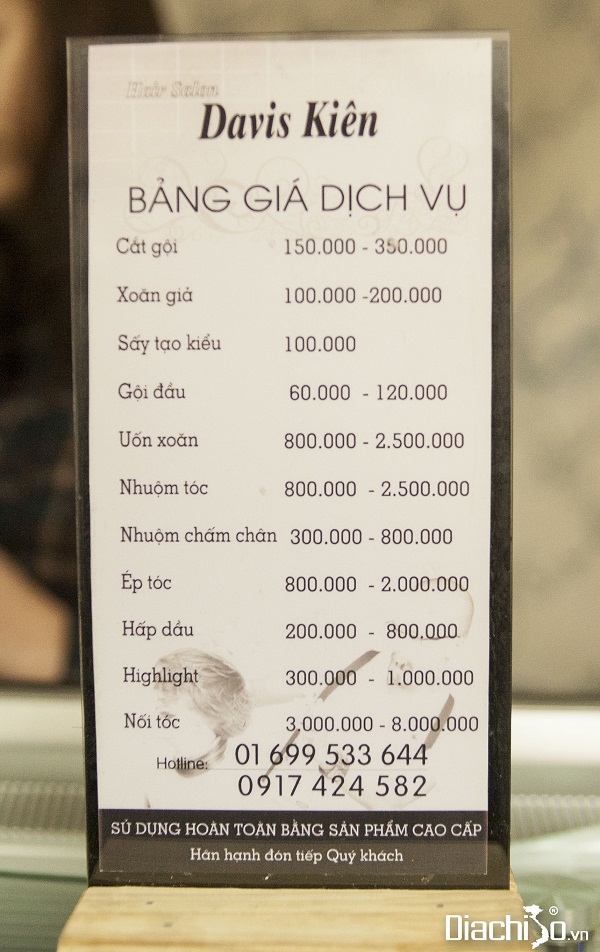 Hair Salon
Davis Kiên
BẢNG GIÁ DỊCH VỤ
Cắt gội 150.000 - 350.000
Xoăn giả 100.000 -200.000
Sấy tạo kiểu 100.000
Gội đầu 60.000 - 120.000
Uốn xoăn 800.000 - 2.500.000
Nhuộm tóc 800.000 - 2.500.000
Nhuộm chấm chân 300.000 - 800.000
Ép tóc 800.000 - 2.000.000
Hấp dầu 200.000 - 800.000
Highlight 300.000 - 1.000.000
Nối tóc 3.000.000 - 8.000.000
Hotline: 01 699 533 644
0917 424 582
SỬ DỤNG HOÀN TOÀN BẰNG SẢN PHẨM CAO CẤP
Hân hạnh đón tiếp Quý khách
Diachiso®.vn